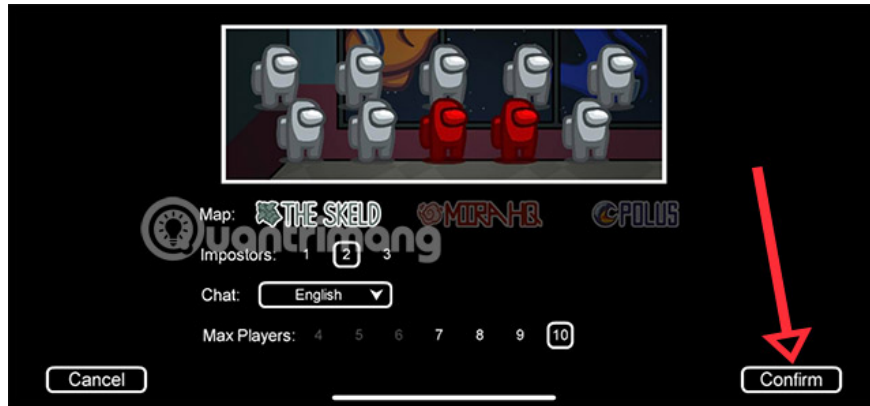 Map: THE SKELD MIRA HQ POLUS
Quantrimang
Impostors: 1 2 3
Chat: English
Max Players: 4 5 6 7 8 9 10
Cancel Confirm